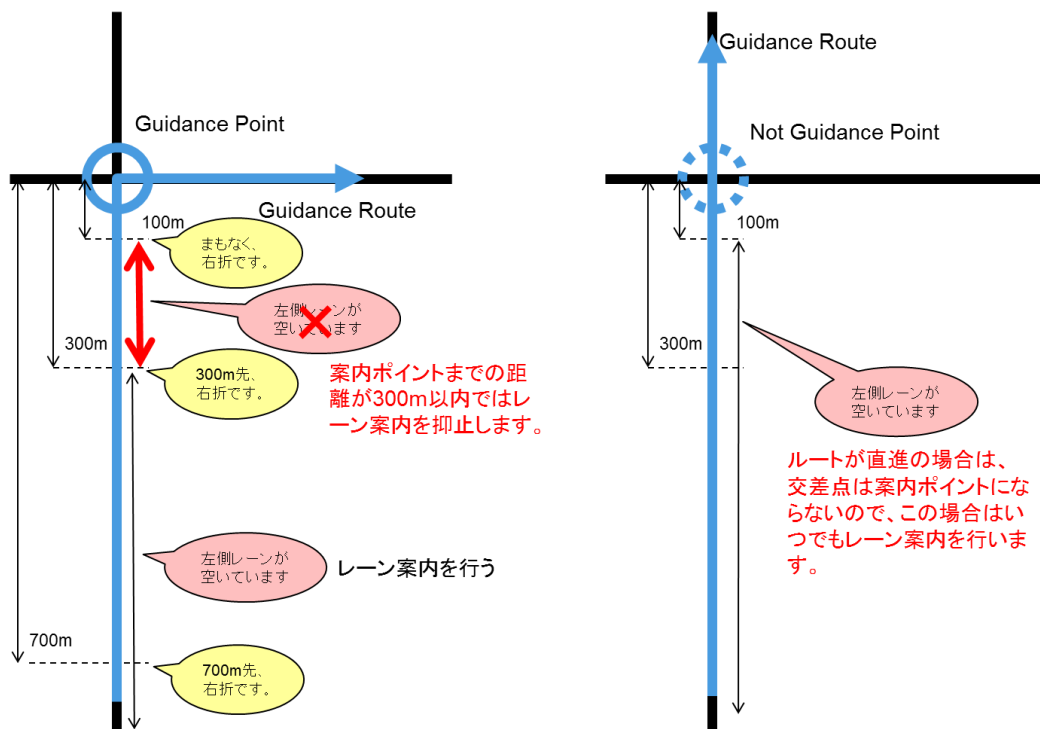 Guidance Point
Guidance Route
100m
まもなく、
右折です。
左側レーンが
空いています
300m
300m先、
右折です。
案内ポイントまでの距
離が300m以内ではレ
ーン案内を抑止します。
左側レーンが
空いています
レーン案内を行う
700m
700m先、
右折です。
Guidance Route
Not Guidance Point
100m
300m
左側レーンが
空いています
ルートが直進の場合は、
交差点は案内ポイントにな
らないので、この場合はい
つでもレーン案内を行いま
す。